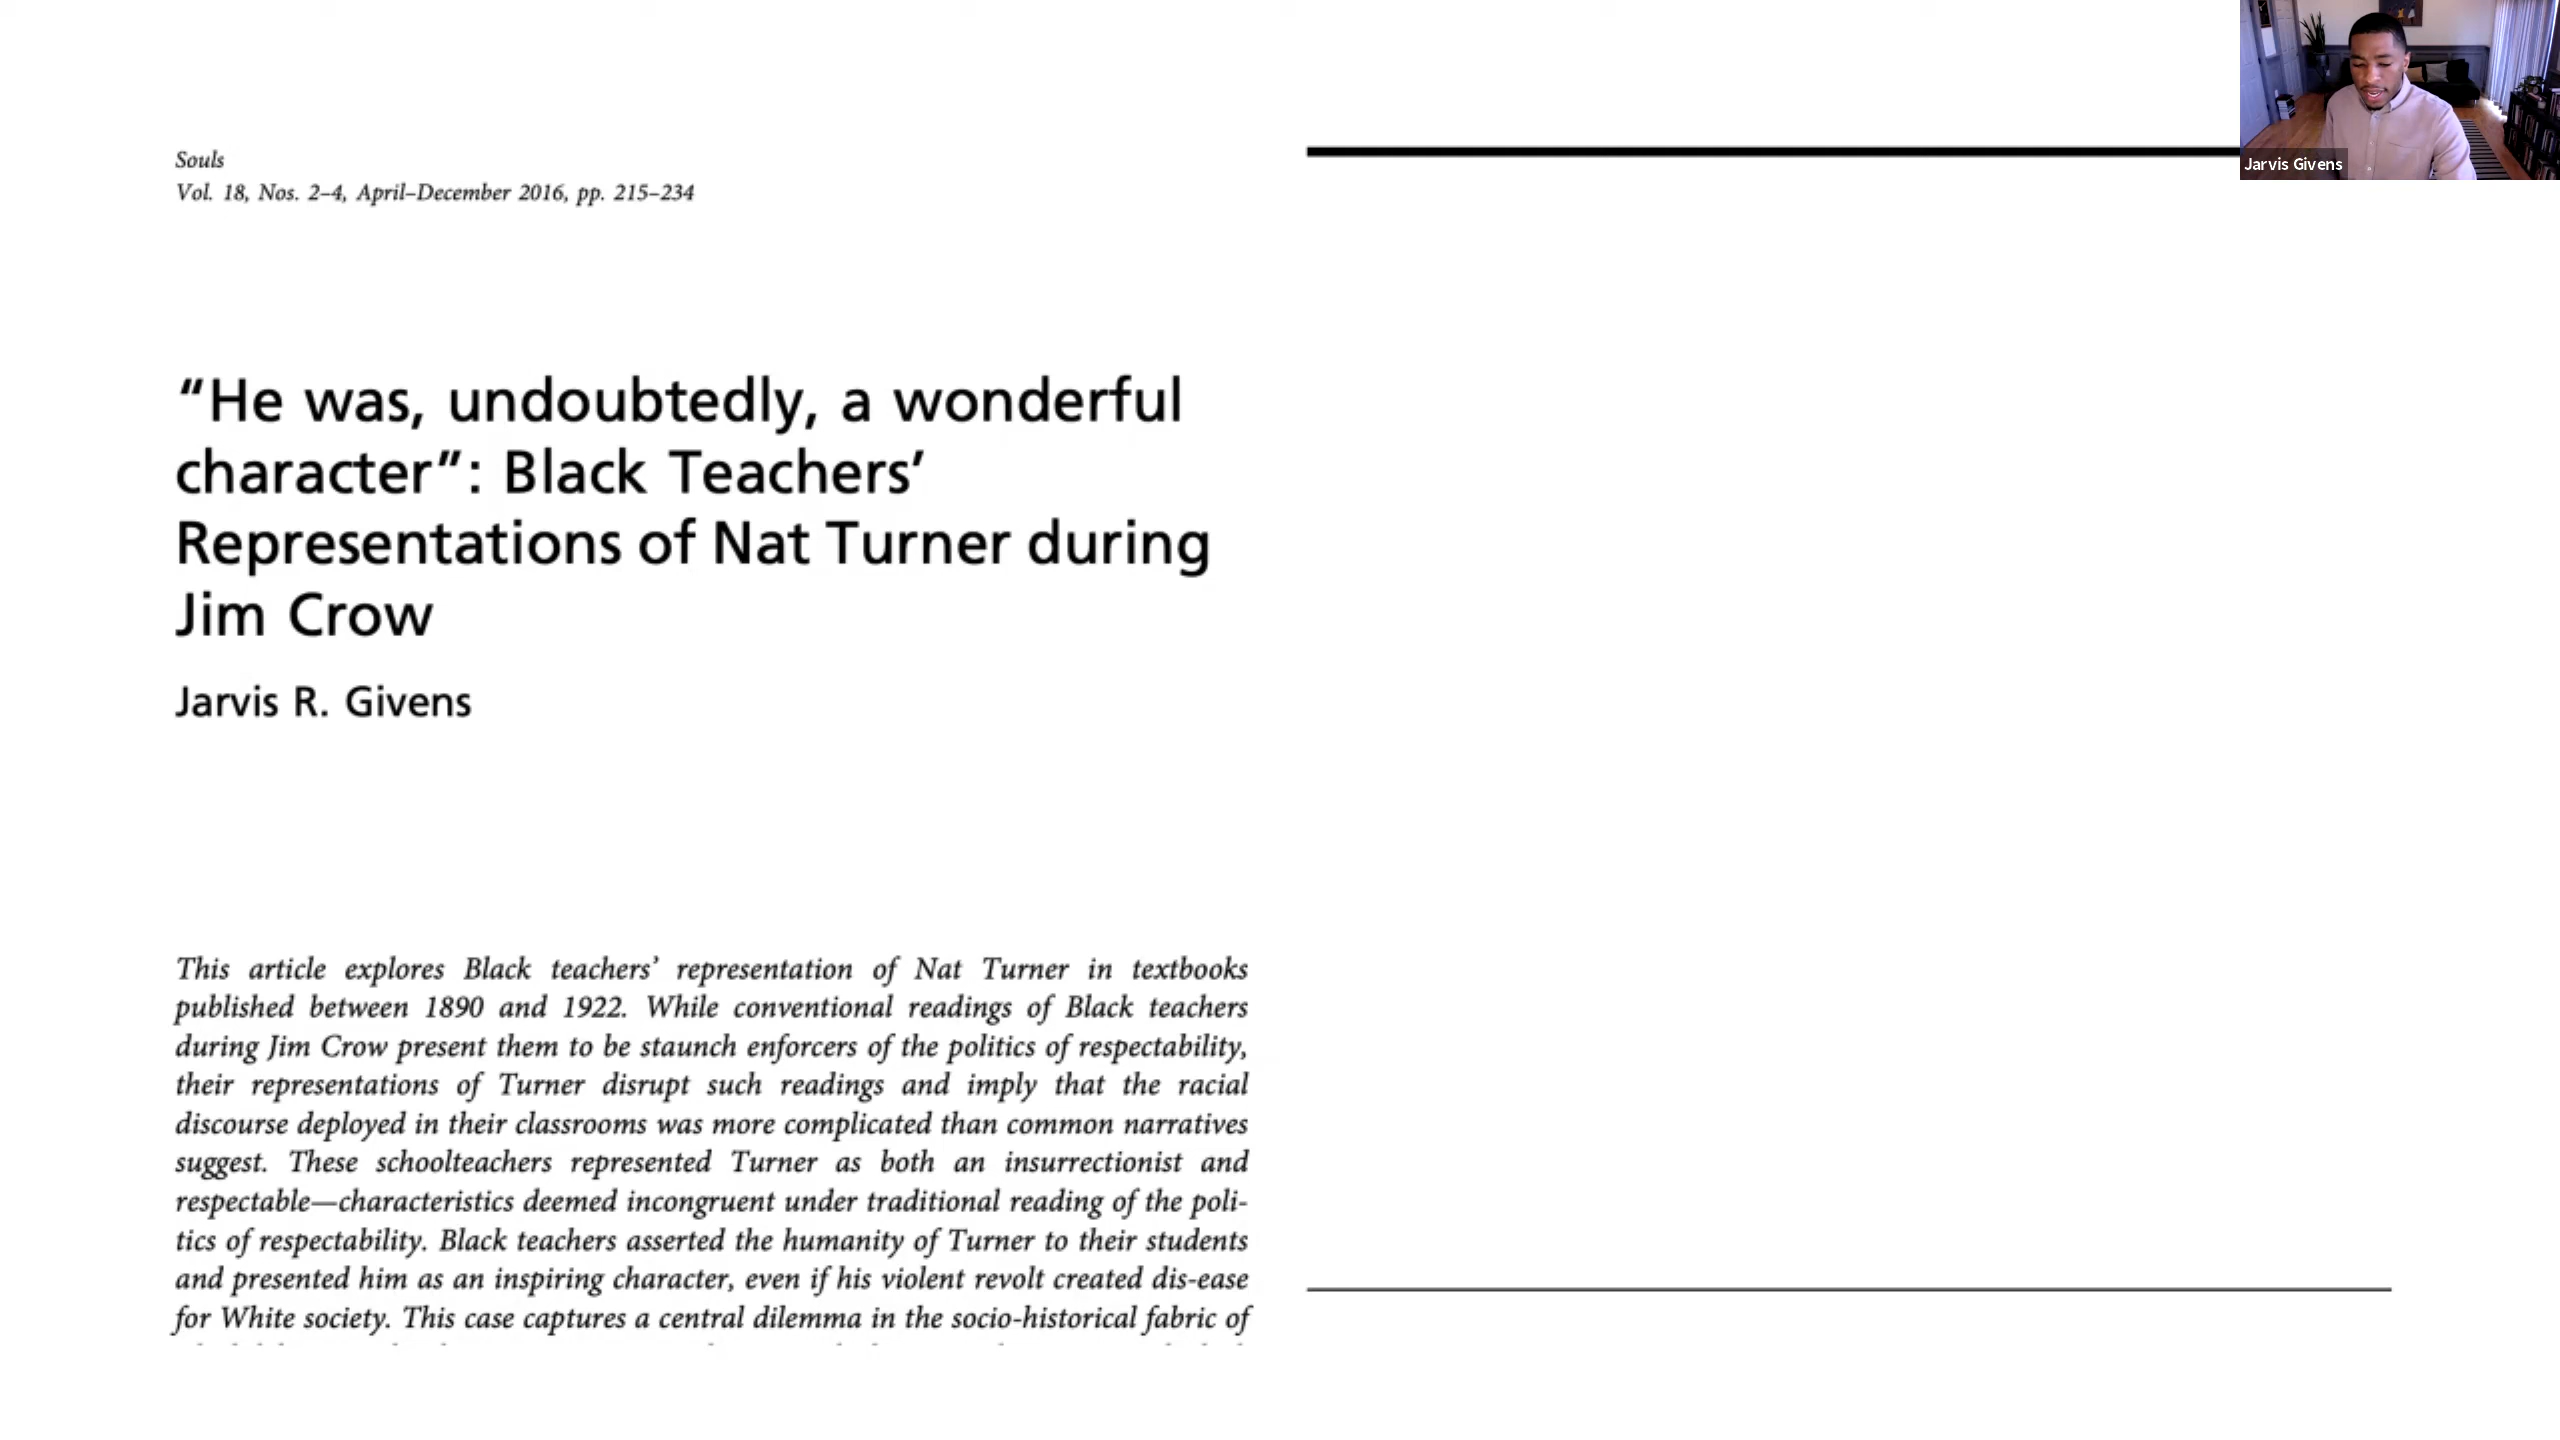 Souls
Vol. 18, Nos. 2–4, April–December 2016, pp. 215–234
“He was, undoubtedly, a wonderful
character”: Black Teachers’
Representations of Nat Turner during
Jim Crow
Jarvis R. Givens
This article explores Black teachers’ representation of Nat Turner in textbooks
published between 1890 and 1922. While conventional readings of Black teachers
during Jim Crow present them to be staunch enforcers of the politics of respectability,
their representations of Turner disrupt such readings and imply that the racial
discourse deployed in their classrooms was more complicated than common narratives
suggest. These schoolteachers represented Turner as both an insurrectionist and
respectable—characteristics deemed incongruent under traditional reading of the poli-
tics of respectability. Black teachers asserted the humanity of Turner to their students
and presented him as an inspiring character, even if his violent revolt created dis-ease
for White society. This case captures a central dilemma in the socio-historical fabric of
Jarvis Givens